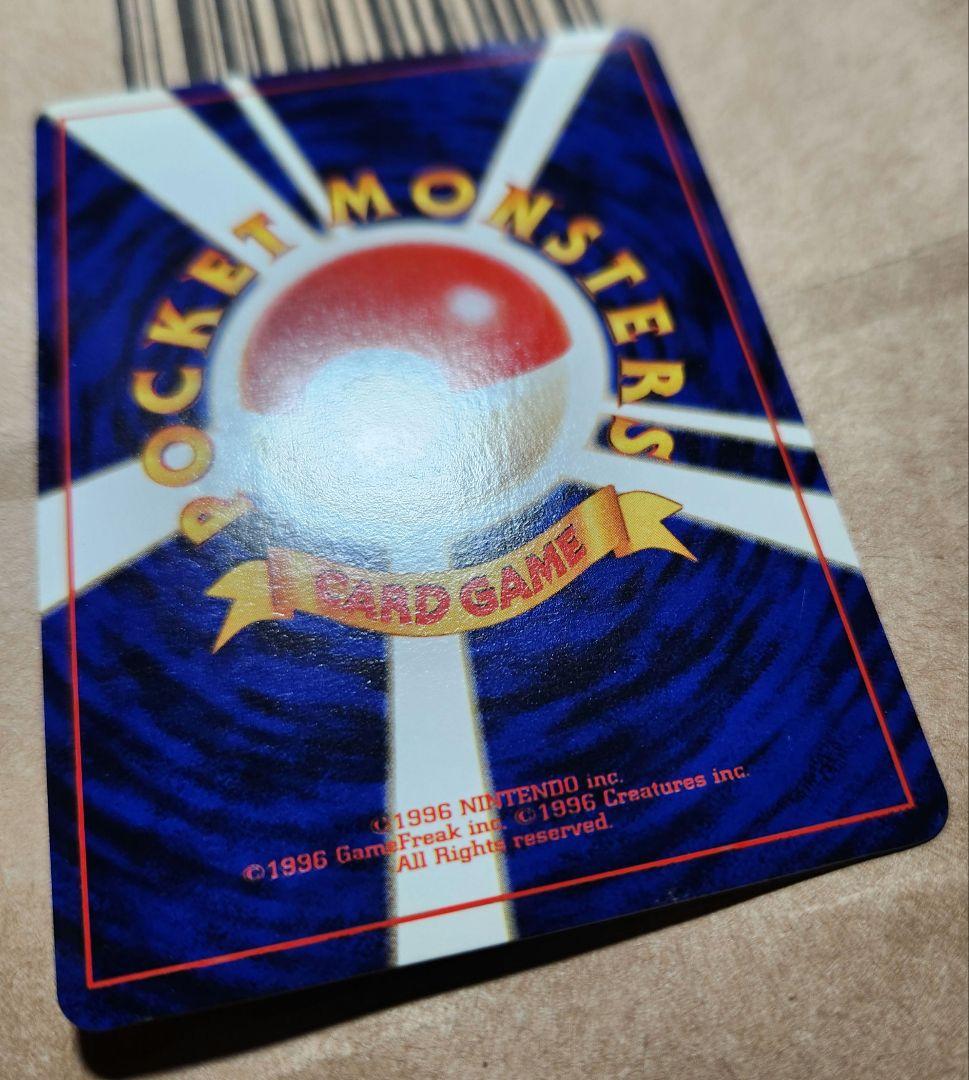 POCKET MONSTERS
CARD GAME
©1996 NINTENDO inc.
©1996 GameFreak inc. ©1996 Creatures inc.
All Rights reserved.